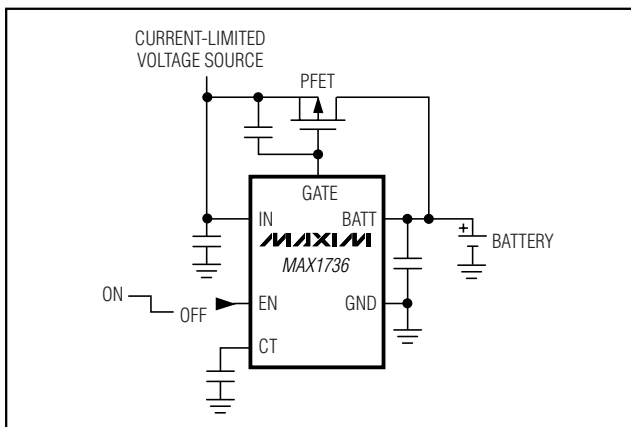 CURRENT-LIMITED
VOLTAGE SOURCE
PFET
GATE
IN
BATT
MAXIM
MAX1736
+
BATTERY
ON
OFF
EN
GND
CT